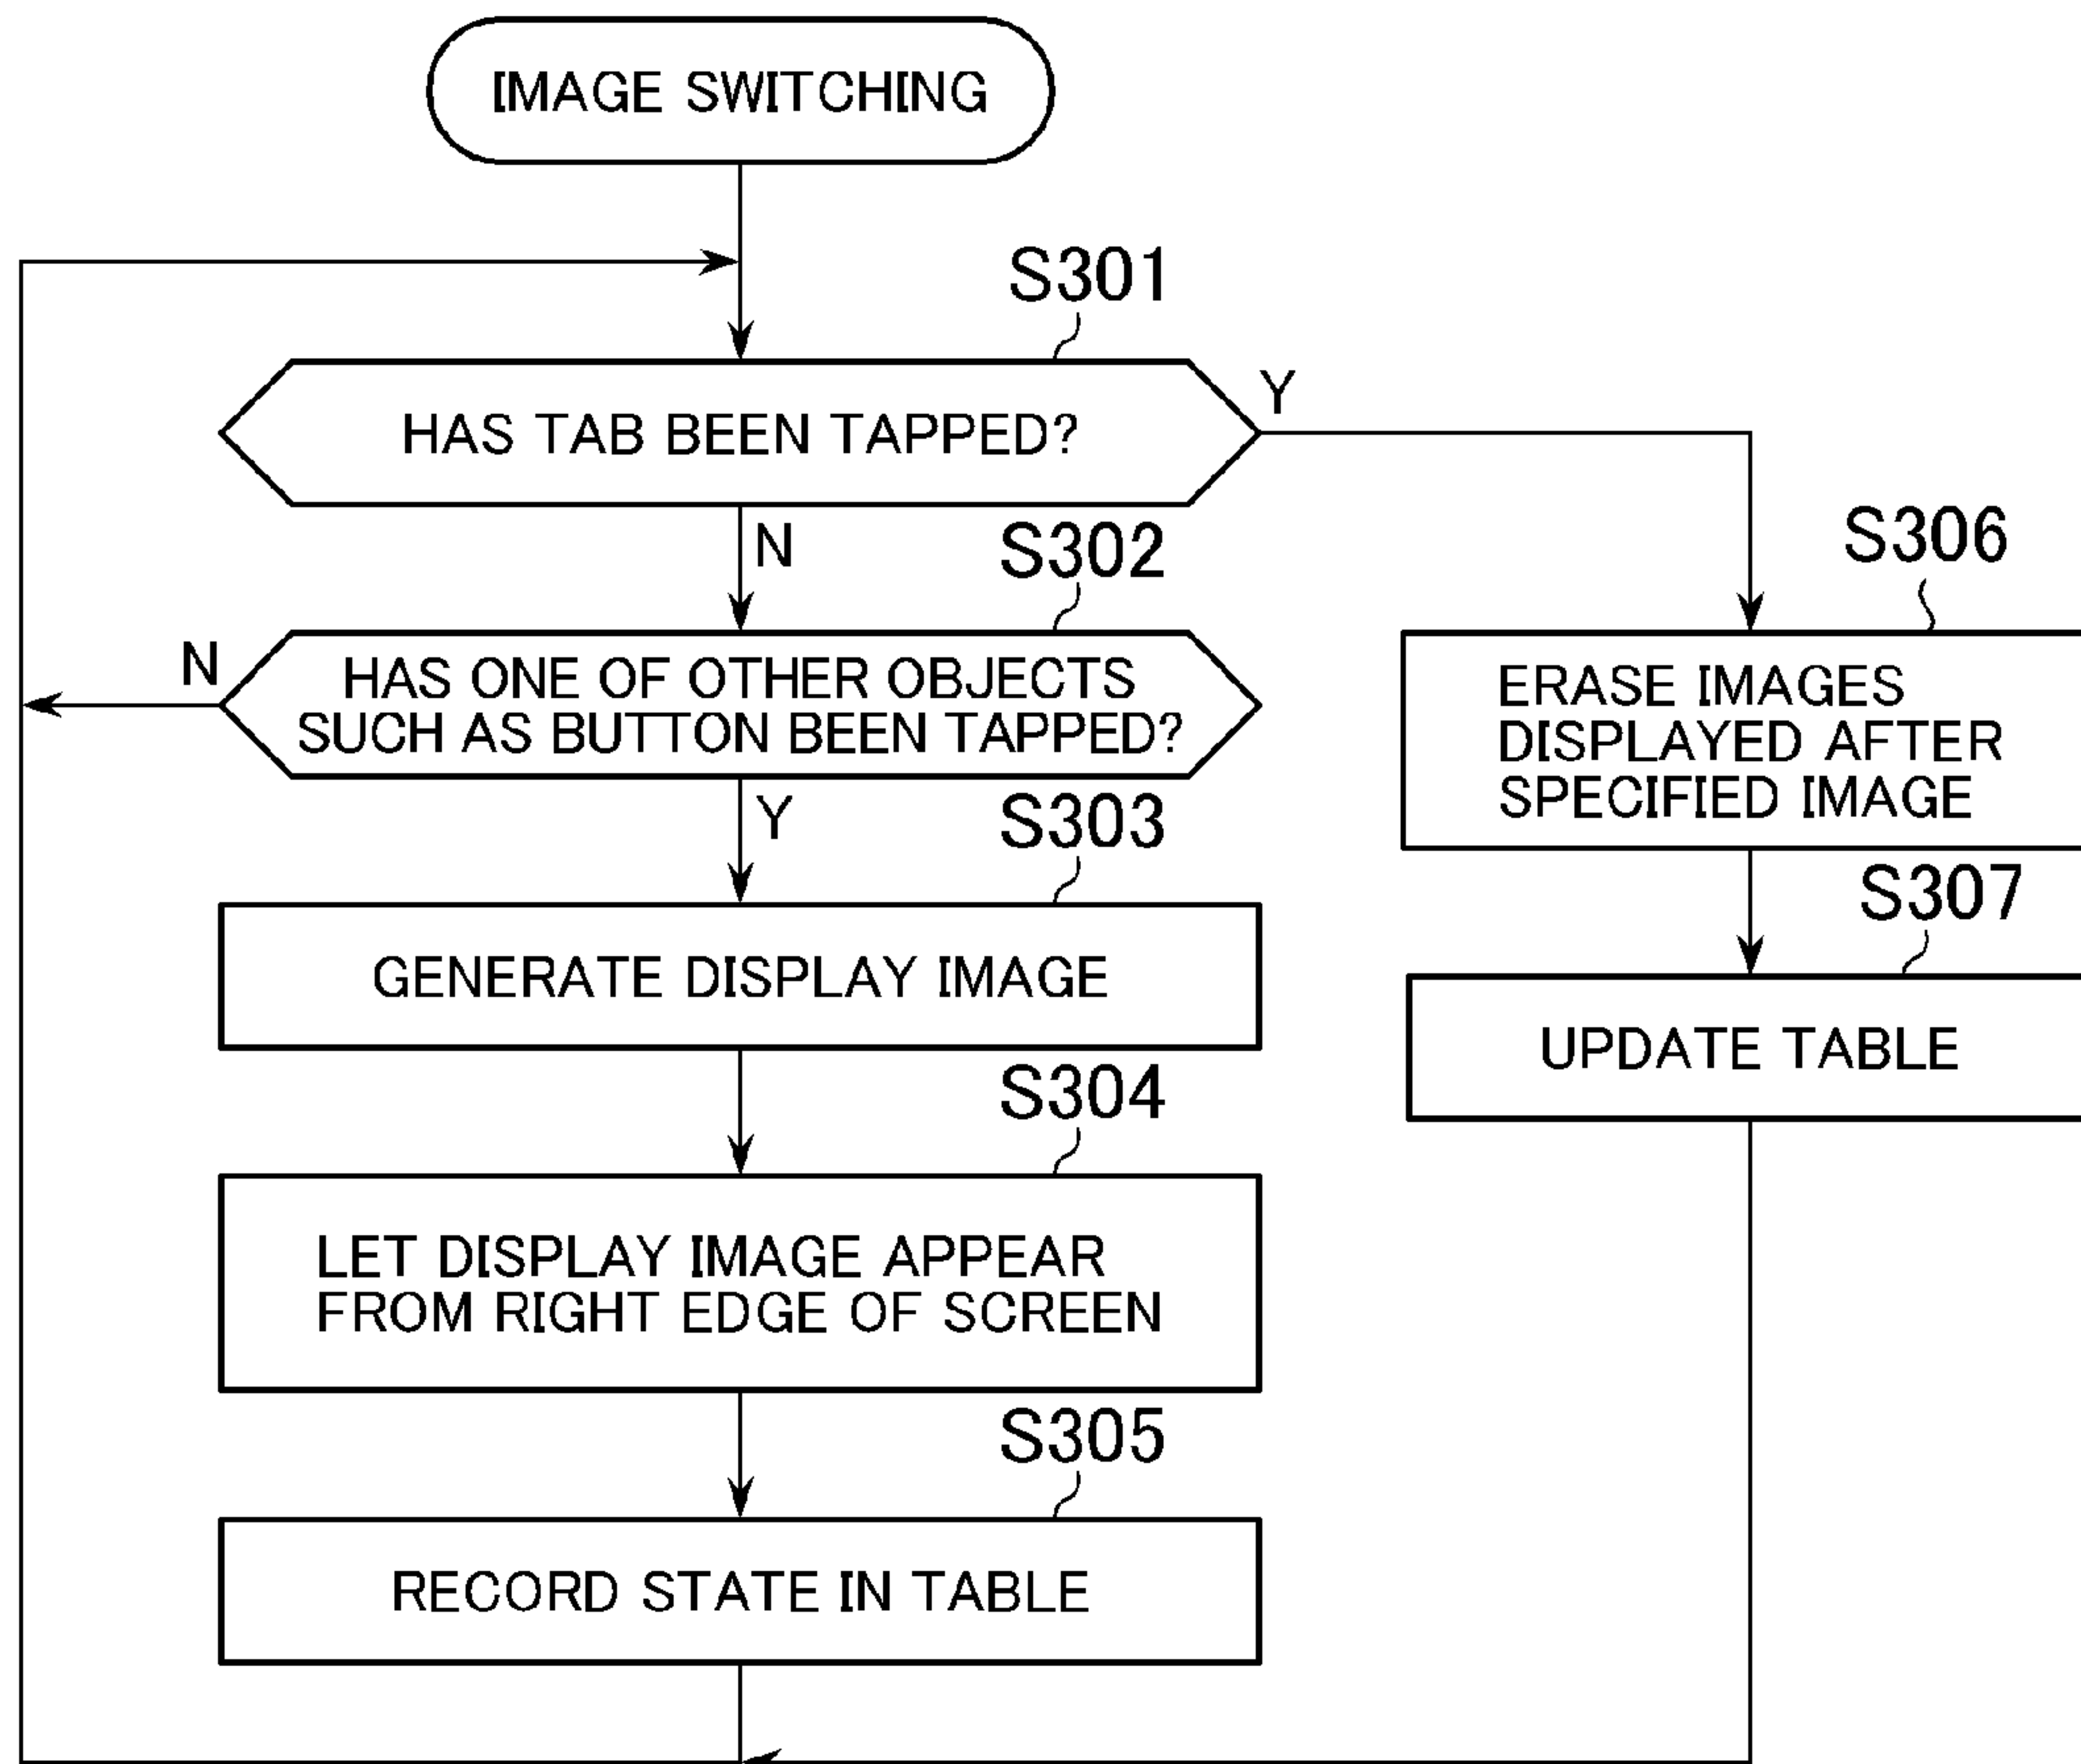 IMAGE SWITCHING
S301
HAS TAB BEEN TAPPED?
Y
N
S302
HAS ONE OF OTHER OBJECTS
SUCH AS BUTTON BEEN TAPPED?
N
Y
S303
GENERATE DISPLAY IMAGE
S304
LET DISPLAY IMAGE APPEAR
FROM RIGHT EDGE OF SCREEN
S305
RECORD STATE IN TABLE
S306
ERASE IMAGES
DISPLAYED AFTER
SPECIFIED IMAGE
S307
UPDATE TABLE